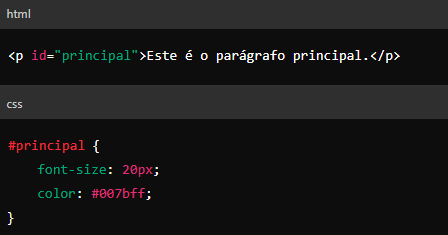 html
<p id="principal">Este é o parágrafo principal.</p>
css
#principal {
    font-size: 20px;
    color: #007bff;
}